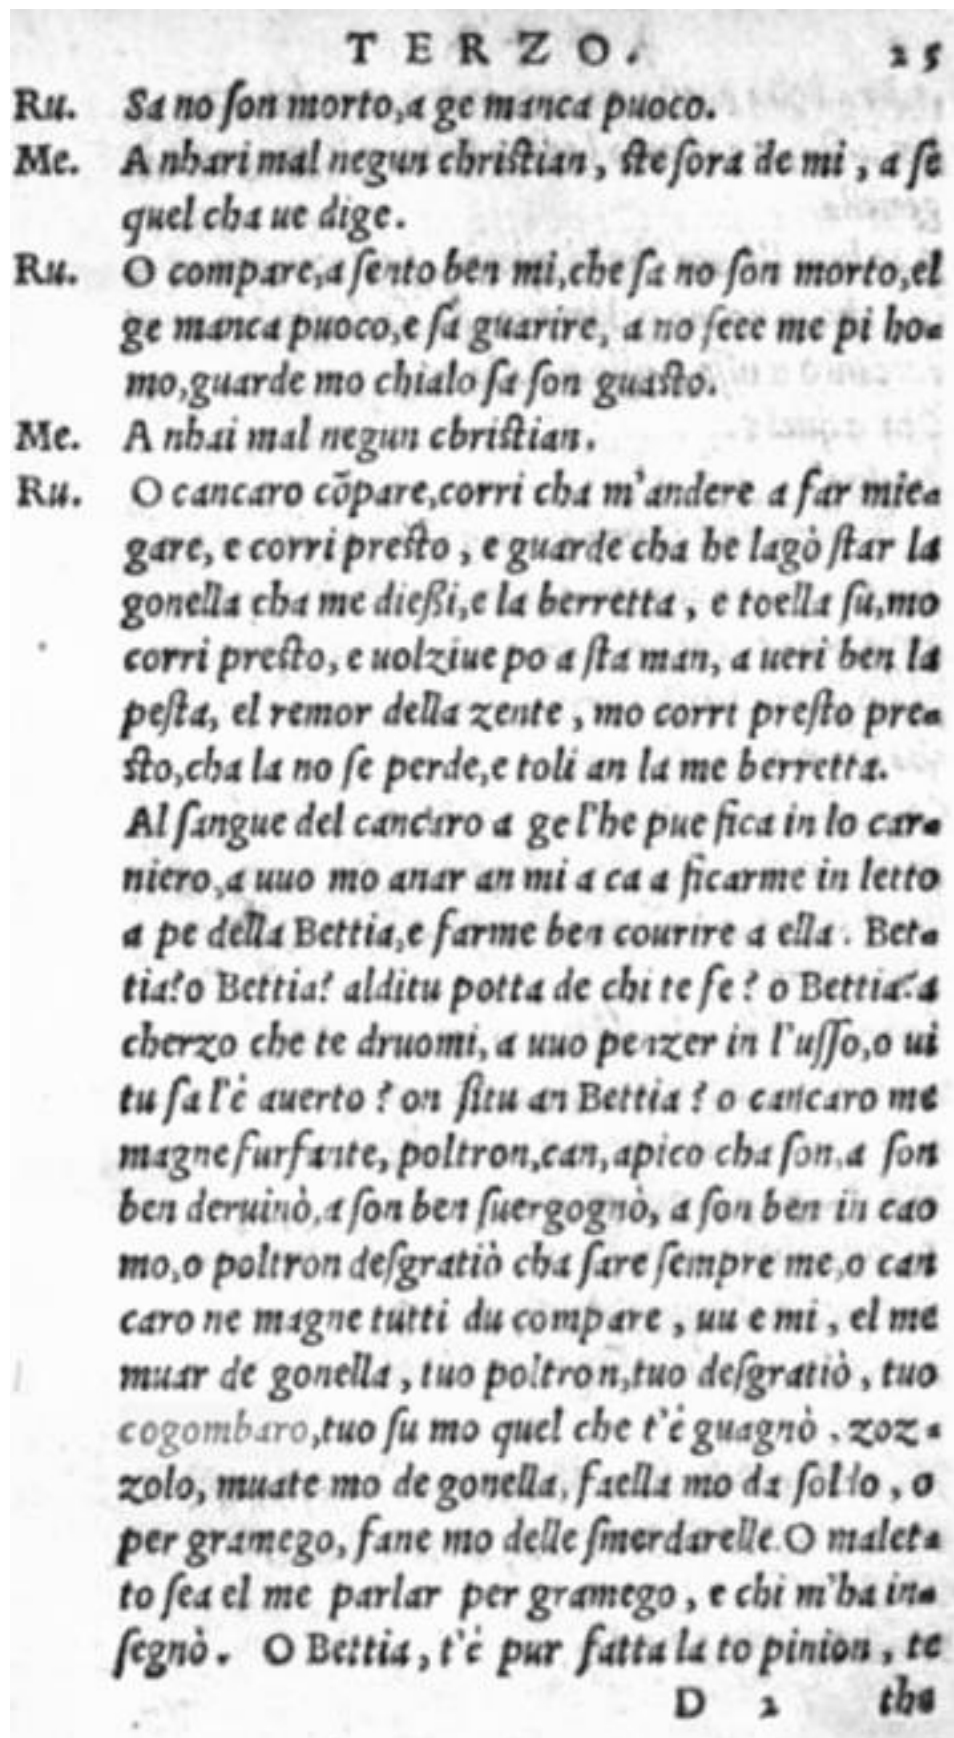 TERZO. 25
Ru. Sa no ſon morto,a ge manca puoco.
Me. A nhari mal negun chriſtian, ſte ſora de mi, a ſe
quel cha ue dige.
Ru. O compare,a ſento ben mi,che ſa no ſon morto,el
ge manca puoco,e ſa guarire, a no ſere me pi ho-
mo,guarde mo chialo ſa ſon guaſto.
Me. A nhai mal negun chriſtian.
Ru. O cancaro cõpare,corri cha m'andere a far mie-
gare, e corri preſto, e guarde cha he lagò ſtar la
gonella cha me dießi,e la berretta, e toella ſu,mo
corri preſto, e uolziue po a ſta man, a ueri ben la
peſta, el remor della zente, mo corri preſto pre-
ſto,cha la no ſe perde,e toli an la me berretta.
Al ſangue del cancaro a ge l'he pue fica in lo car-
niero,a uuo mo anar an mi a ca a ficarme in letto
a pe della Bettia,e farme ben courire a ella. Bet-
tia?o Bettia? alditu potta de chi te fe? o Bettia?a
cherzo che te druomi, a uuo penzer in l'uſſo,o ui
tu ſa l'è auerto? on ſitu an Bettia? o cancaro me
magne furfante, poltron,can, apico cha ſon,a ſon
ben deruinò,a ſon ben ſuergognò, a ſon ben in cao
mo,o poltron deſgratiò cha ſare ſempre me,o can
caro ne magne tutti du compare, uu e mi, el me
muar de gonella, tuo poltron,tuo deſgratiò, tuo
cogombaro,tuo ſu mo quel che t'è guagnò. zoz-
zolo, muate mo de gonella, faella mo da ſoldo, o
per gramego, fane mo delle ſmerdarelle.O malet-
to ſea el me parlar per gramego, e chi m'ha in-
ſegnò. O Bettia, t'è pur fatta la to pinion, te
D 2 tha